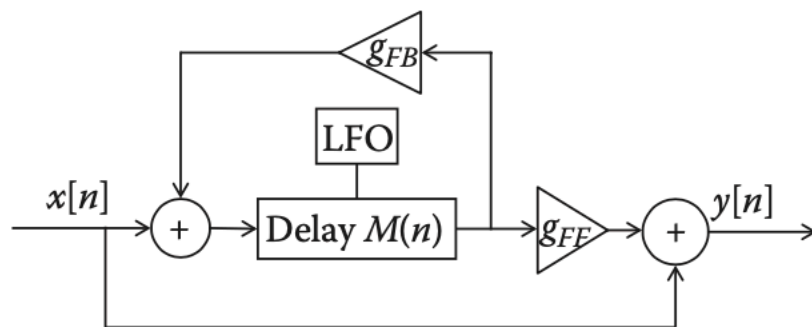 g_FB
LFO
x[n]
y[n]
+
Delay M(n)
g_FF
+